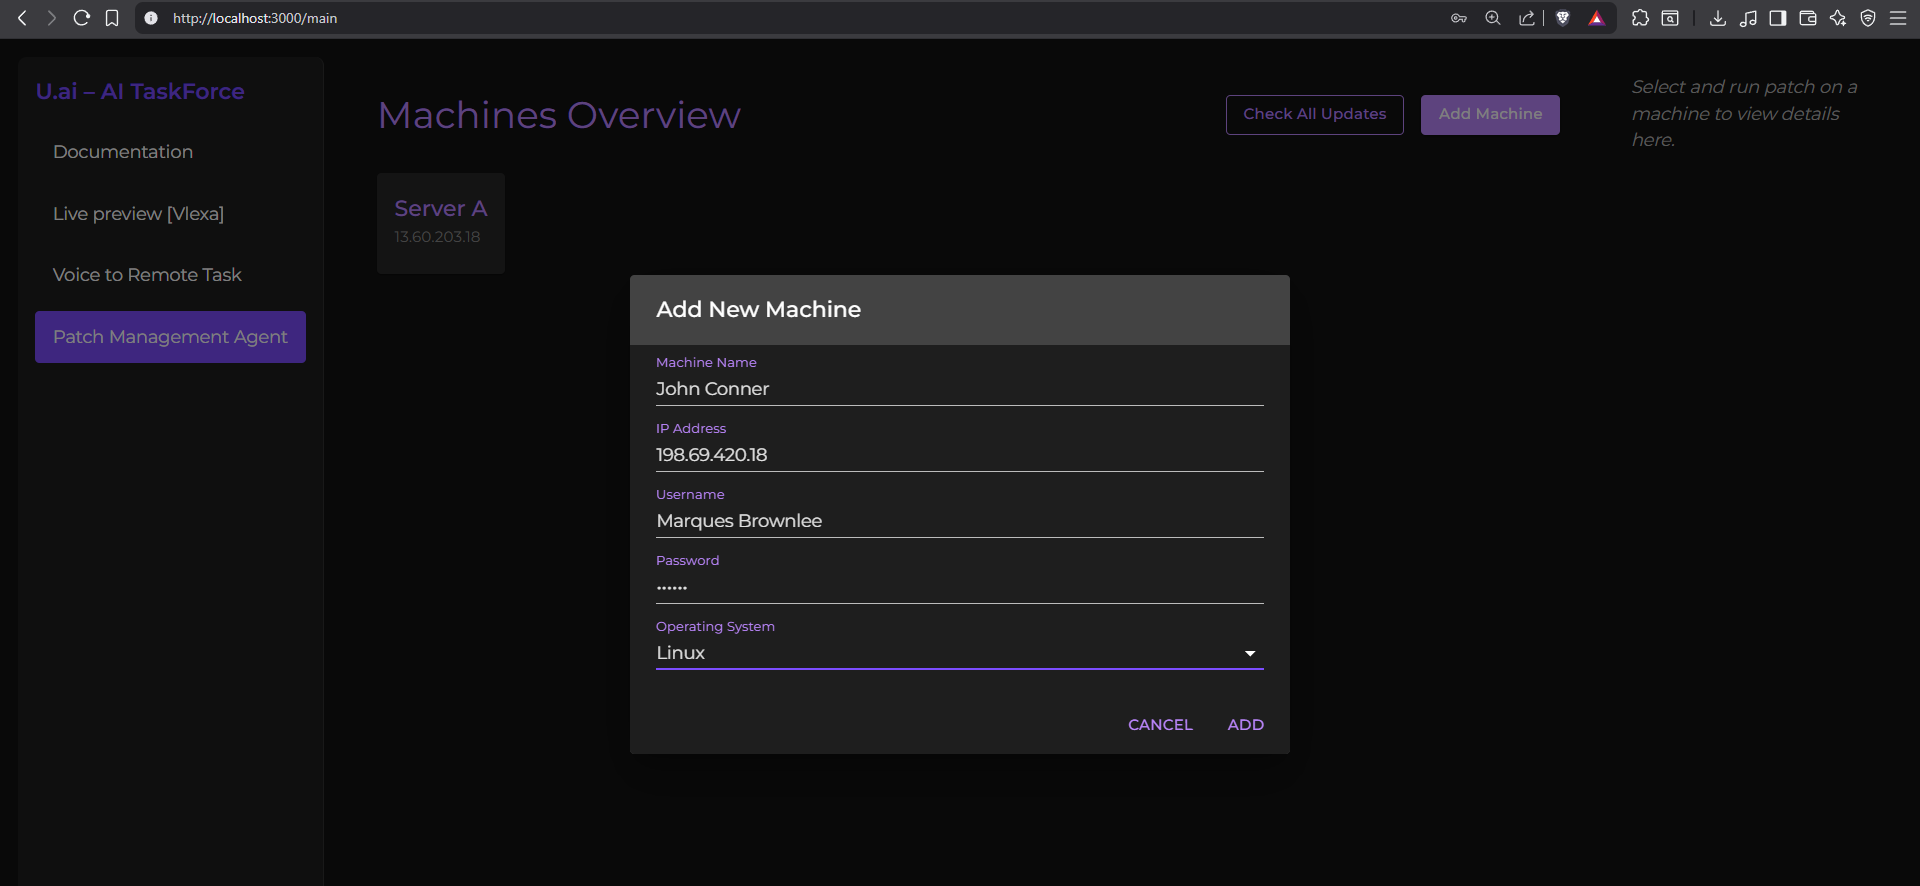 http://localhost:3000/main
U.ai – AI TaskForce
Documentation
Live preview [Vlexa]
Voice to Remote Task
Patch Management Agent
Machines Overview
Check All Updates
Add Machine
Select and run patch on a
machine to view details
here.
Server A
13.60.203.18
Add New Machine
Machine Name
John Conner
IP Address
198.69.420.18
Username
Marques Brownlee
Password
••••••
Operating System
Linux
CANCEL
ADD